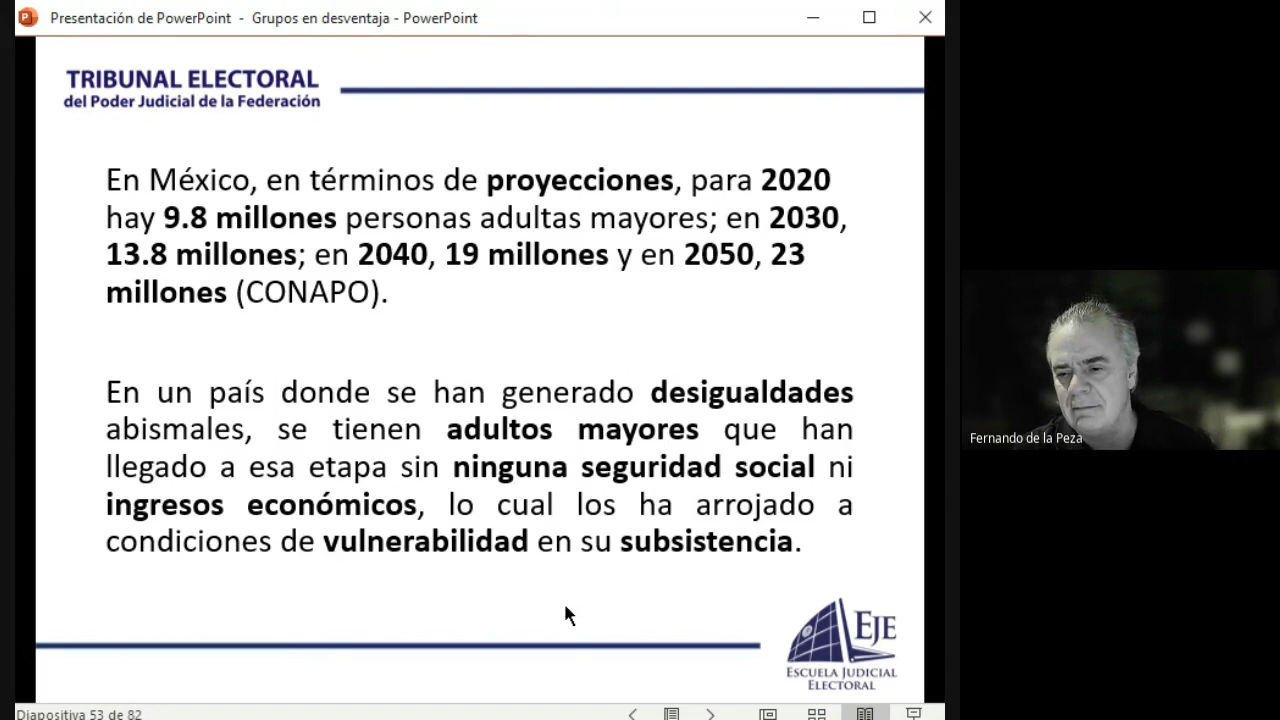 Presentación de PowerPoint - Grupos en desventaja - PowerPoint
TRIBUNAL ELECTORAL
del Poder Judicial de la Federación
En México, en términos de proyecciones, para 2020
hay 9.8 millones personas adultas mayores; en 2030,
13.8 millones; en 2040, 19 millones y en 2050, 23
millones (CONAPO).
En un país donde se han generado desigualdades
abismales, se tienen adultos mayores que han
llegado a esa etapa sin ninguna seguridad social ni
ingresos económicos, lo cual los ha arrojado a
condiciones de vulnerabilidad en su subsistencia.
EJE
ESCUELA JUDICIAL
ELECTORAL
Diapositiva 53 de 82
Fernando de la Peza